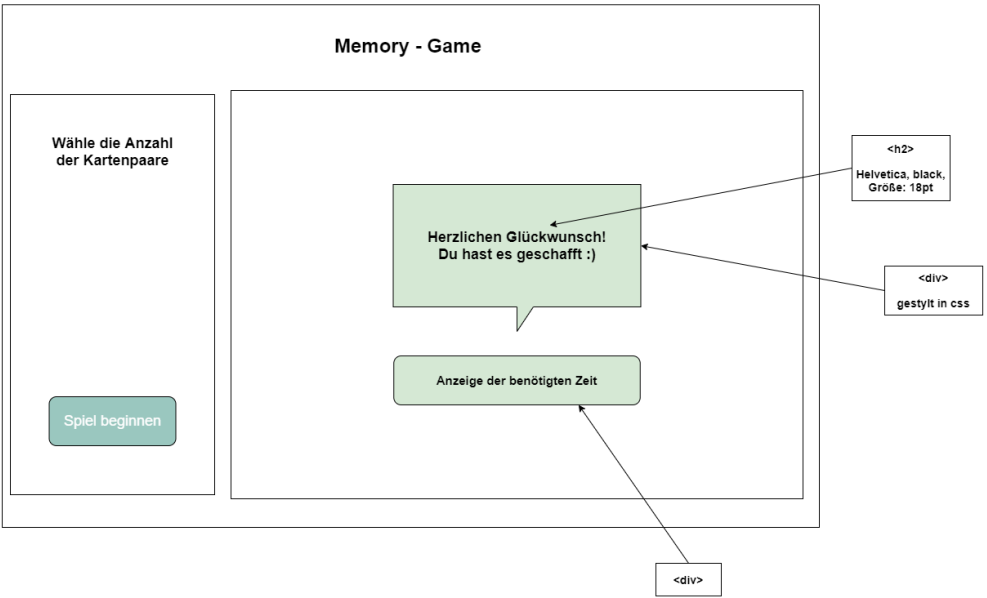 Memory - Game
Wähle die Anzahl
der Kartenpaare
Spiel beginnen
Herzlichen Glückwunsch!
Du hast es geschafft :)
Anzeige der benötigten Zeit
<h2>
Helvetica, black,
Größe: 18pt
<div>
gestylt in css
<div>